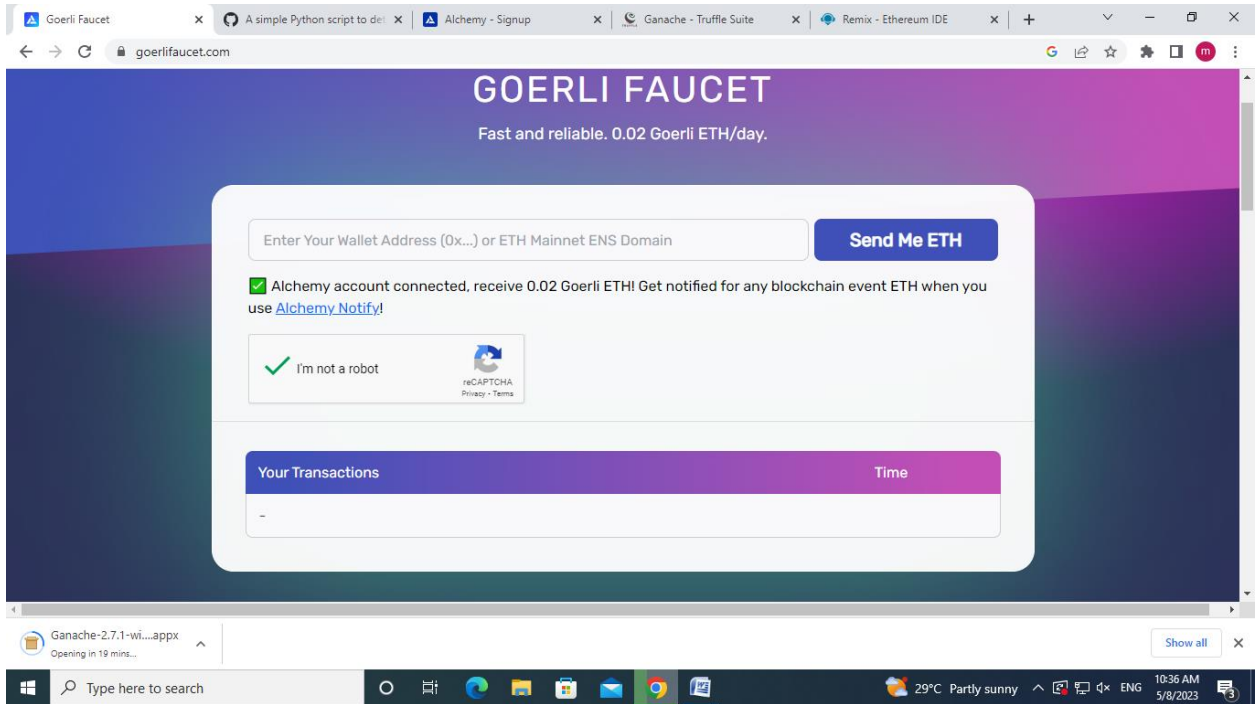 Goerli Faucet
A simple Python script to det
Alchemy - Signup
Ganache - Truffle Suite
Remix - Ethereum IDE
goerlifaucet.com
m
GOERLI FAUCET
Fast and reliable. 0.02 Goerli ETH/day.
Enter Your Wallet Address (0x...) or ETH Mainnet ENS Domain
Send Me ETH
Alchemy account connected, receive 0.02 Goerli ETH! Get notified for any blockchain event ETH when you
use Alchemy Notify!
I'm not a robot
reCAPTCHA
Privacy - Terms
Your Transactions Time
-
Ganache-2.7.1-wi....appx
Opening in 19 mins...
Show all
Type here to search
29°C Partly sunny
ENG
10:36 AM
5/8/2023
3